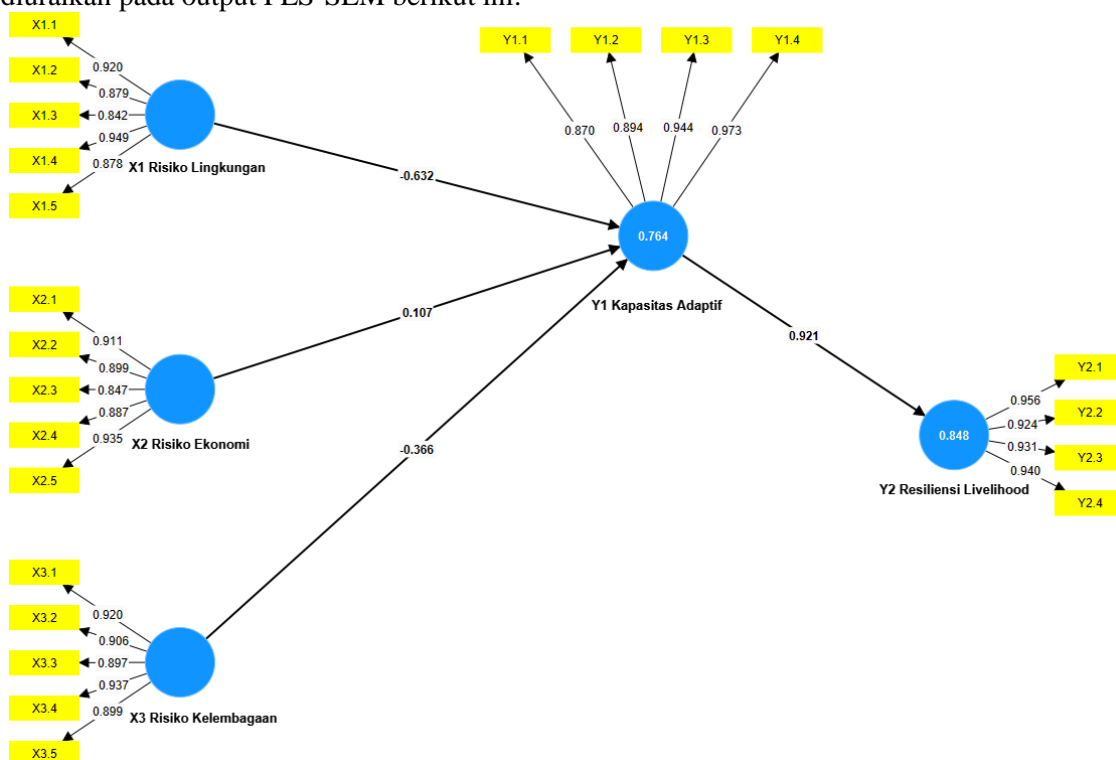 diuraikan pada output PLS-SEM berikut ini:
X1.1
X1.2
X1.3
X1.4
X1.5
0.920
0.879
0.842
0.949
0.878
X1 Risiko Lingkungan
Y1.1
Y1.2
Y1.3
Y1.4
0.870
0.894
0.944
0.973
-0.632
0.764
Y1 Kapasitas Adaptif
X2.1
X2.2
X2.3
X2.4
X2.5
0.911
0.899
0.847
0.887
0.935
X2 Risiko Ekonomi
0.107
0.921
-0.366
Y2.1
Y2.2
Y2.3
Y2.4
0.956
0.924
0.931
0.940
0.848
Y2 Resiliensi Livelihood
X3.1
X3.2
X3.3
X3.4
X3.5
0.920
0.906
0.897
0.937
0.899
X3 Risiko Kelembagaan